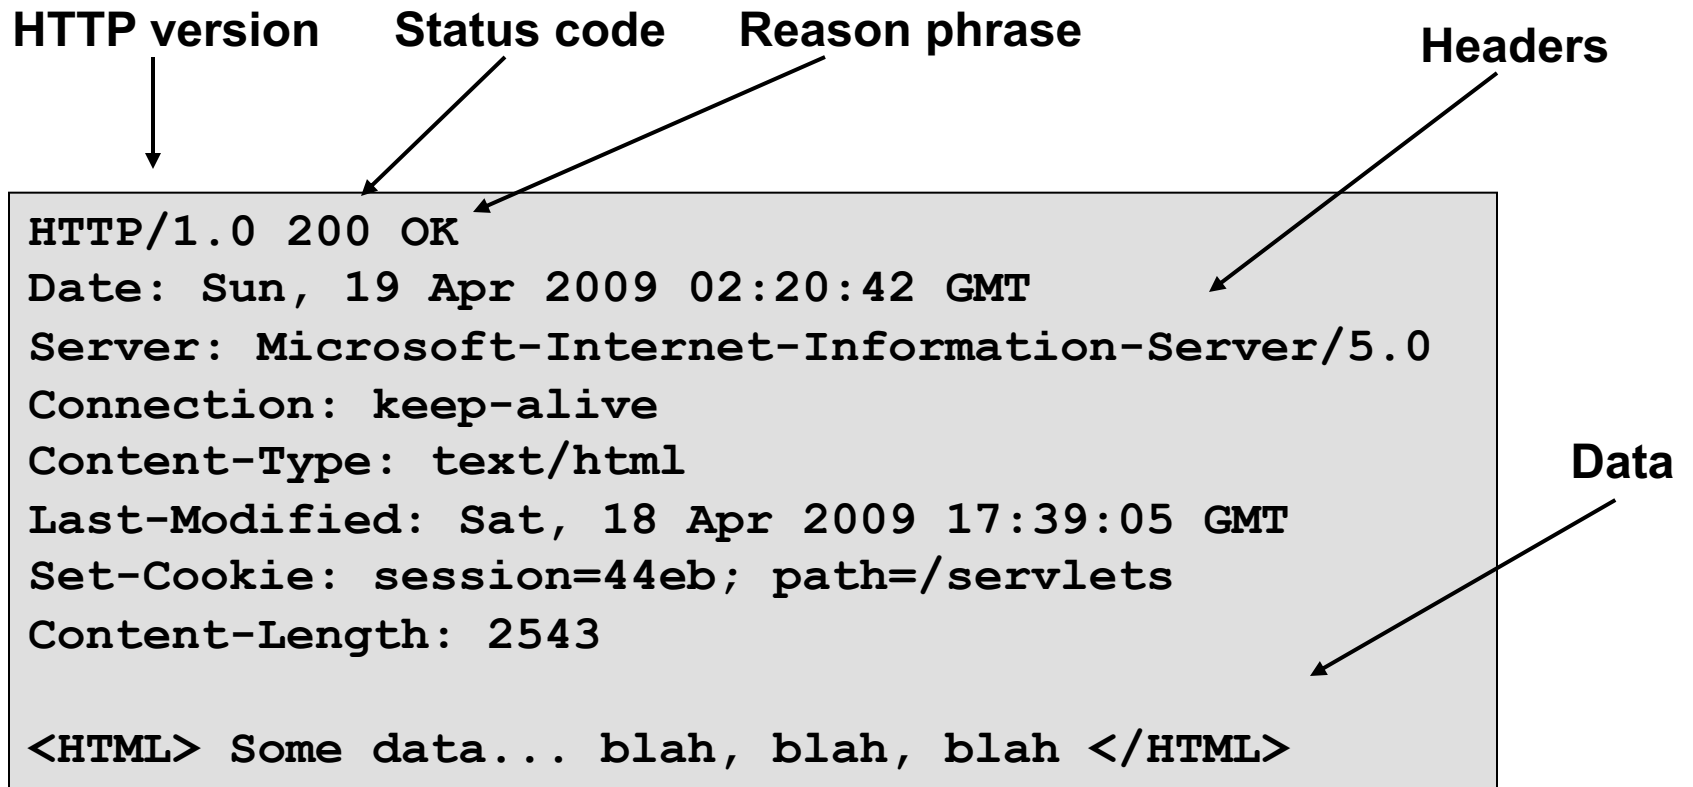 HTTP version Status code Reason phrase Headers
HTTP/1.0 200 OK
Date: Sun, 19 Apr 2009 02:20:42 GMT
Server: Microsoft-Internet-Information-Server/5.0
Connection: keep-alive
Content-Type: text/html
Data
Last-Modified: Sat, 18 Apr 2009 17:39:05 GMT
Set-Cookie: session=44eb; path=/servlets
Content-Length: 2543
<HTML> Some data... blah, blah, blah </HTML>